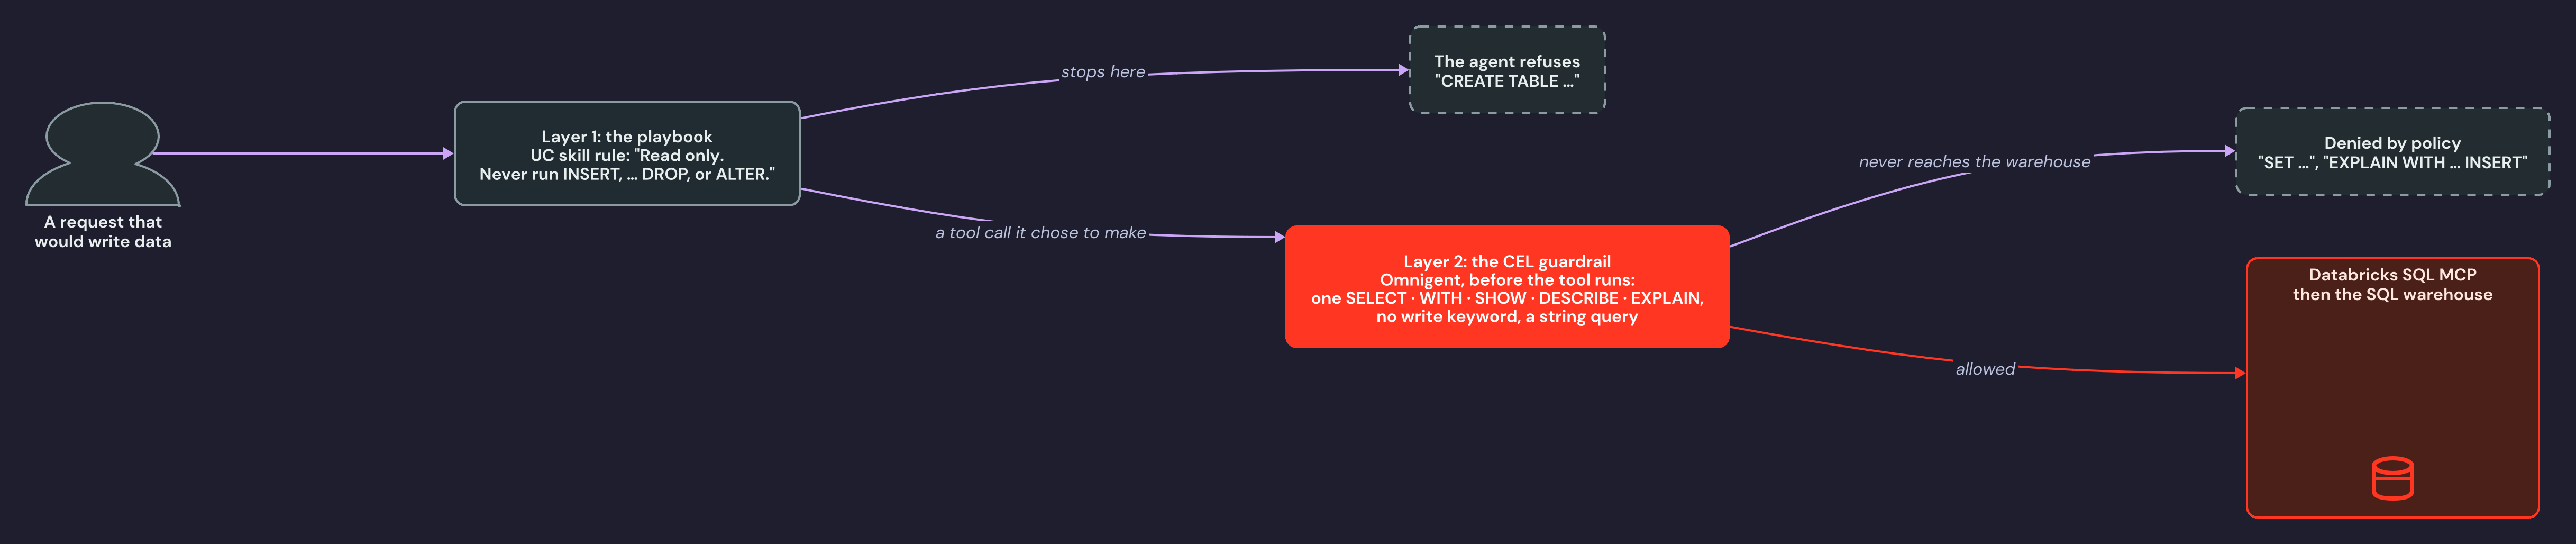 A request that
would write data
Layer 1: the playbook
UC skill rule: "Read only.
Never run INSERT, ... DROP, or ALTER."
stops here
The agent refuses
"CREATE TABLE ..."
a tool call it chose to make
Layer 2: the CEL guardrail
Omnigent, before the tool runs:
one SELECT · WITH · SHOW · DESCRIBE · EXPLAIN,
no write keyword, a string query
never reaches the warehouse
Denied by policy
"SET ...", "EXPLAIN WITH ... INSERT"
allowed
Databricks SQL MCP
then the SQL warehouse